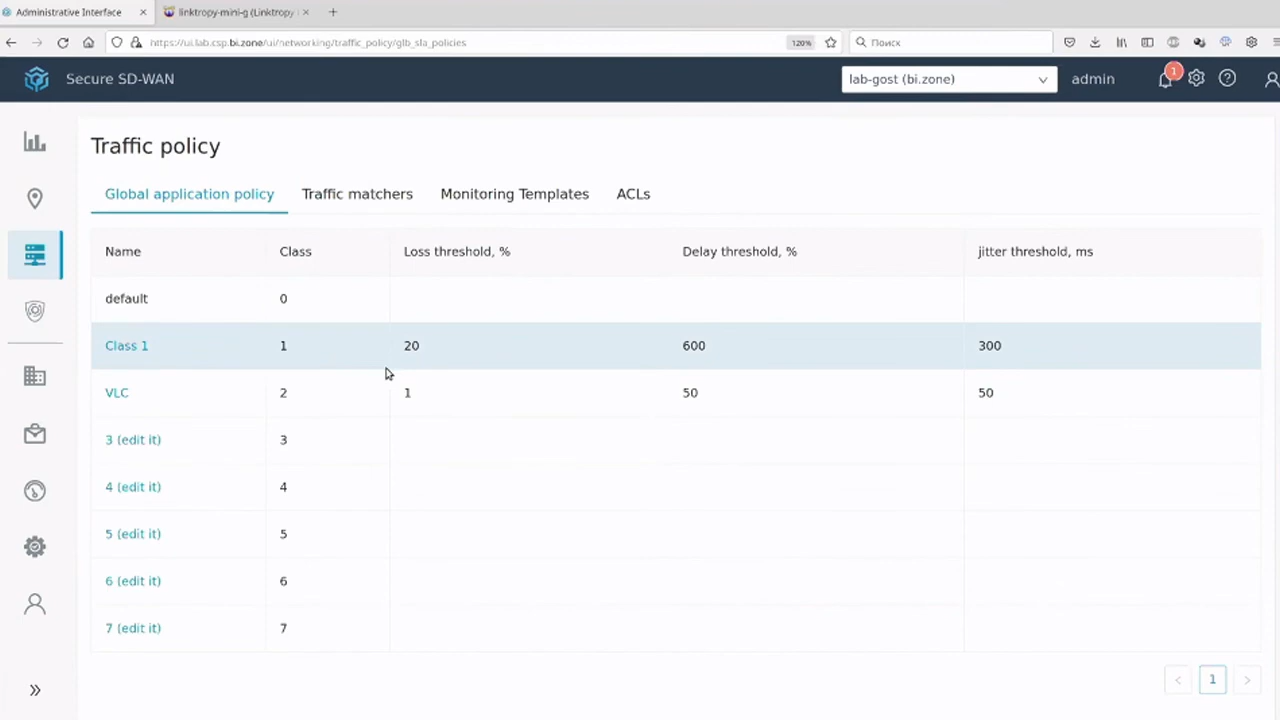 Administrative Interface
linktropy-mini-g (Linktropy
https://ui.lab.csp.bi.zone/ui/networking/traffic_policy/glb_sla_policies
120%
Поиск
Secure SD-WAN
lab-gost (bi.zone)
admin
1
Traffic policy
Global application policy Traffic matchers Monitoring Templates ACLs
Name Class Loss threshold, % Delay threshold, % jitter threshold, ms
default 0
Class 1 1 20 600 300
VLC 2 1 50 50
3 (edit it) 3
4 (edit it) 4
5 (edit it) 5
6 (edit it) 6
7 (edit it) 7
1